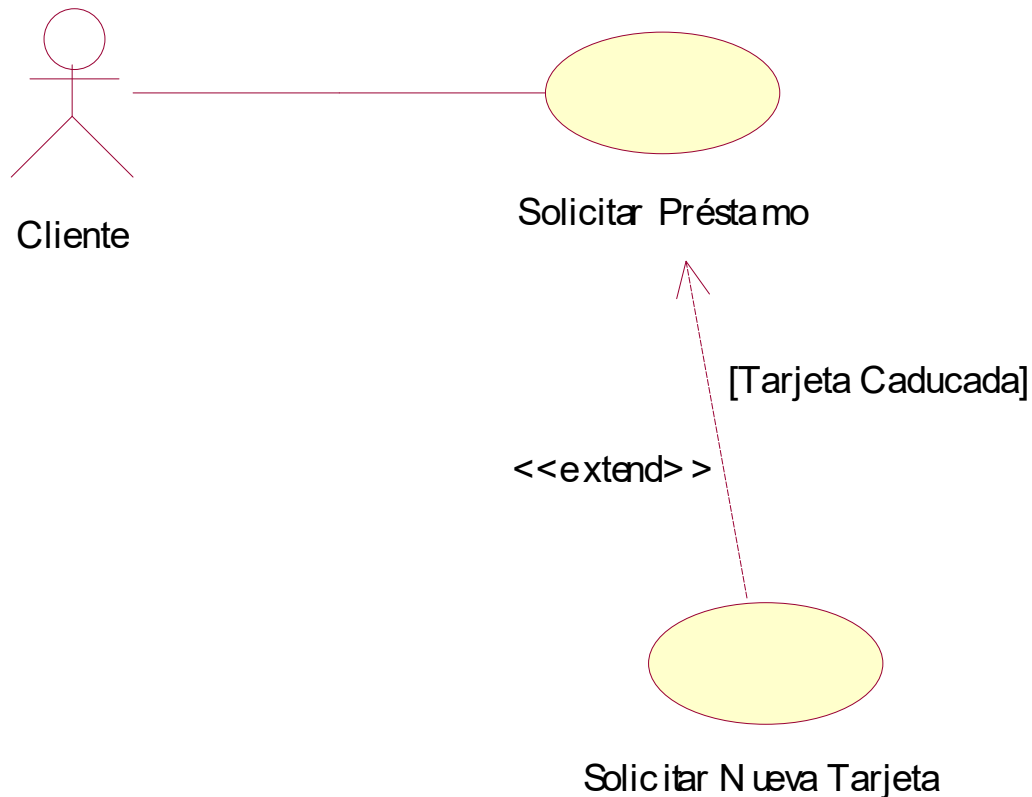 Solicitar Préstamo
Cliente
[Tarjeta Caducada]
<<extend>>
Solicitar Nueva Tarjeta